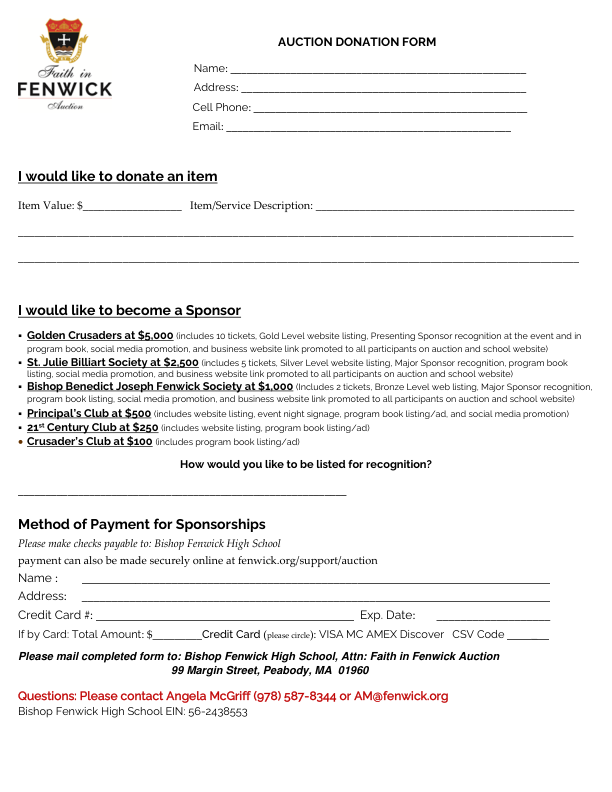 Faith in
FENWICK
Auction
AUCTION DONATION FORM
Name: ____________________
Address: ____________________
Cell Phone: ____________________
Email: ____________________
I would like to donate an item
Item Value: $__________________ Item/Service Description: ____________________
____________________
____________________
I would like to become a Sponsor
▪ Golden Crusaders at $5,000 (includes 10 tickets, Gold Level website listing, Presenting Sponsor recognition at the event and in
program book, social media promotion, and business website link promoted to all participants on auction and school website)
▪ St. Julie Billiart Society at $2,500 (includes 5 tickets, Silver Level website listing, Major Sponsor recognition, program book
listing, social media promotion, and business website link promoted to all participants on auction and school website)
▪ Bishop Benedict Joseph Fenwick Society at $1,000 (Includes 2 tickets, Bronze Level web listing, Major Sponsor recognition,
program book listing, social media promotion, and business website link promoted to all participants on auction and school website)
▪ Principal's Club at $500 (includes website listing, event night signage, program book listing/ad, and social media promotion)
▪ 21st Century Club at $250 (includes website listing, program book listing/ad)
● Crusader's Club at $100 (includes program book listing/ad)
How would you like to be listed for recognition?
____________________
Method of Payment for Sponsorships
Please make checks payable to: Bishop Fenwick High School
payment can also be made securely online at fenwick.org/support/auction
Name : ____________________
Address: ____________________
Credit Card #: ____________________ Exp. Date: ____________________
If by Card: Total Amount: $_________Credit Card (please circle): VISA MC AMEX Discover CSV Code _______
Please mail completed form to: Bishop Fenwick High School, Attn: Faith in Fenwick Auction
99 Margin Street, Peabody, MA 01960
Questions: Please contact Angela McGriff (978) 587-8344 or AM@fenwick.org
Bishop Fenwick High School EIN: 56-2438553